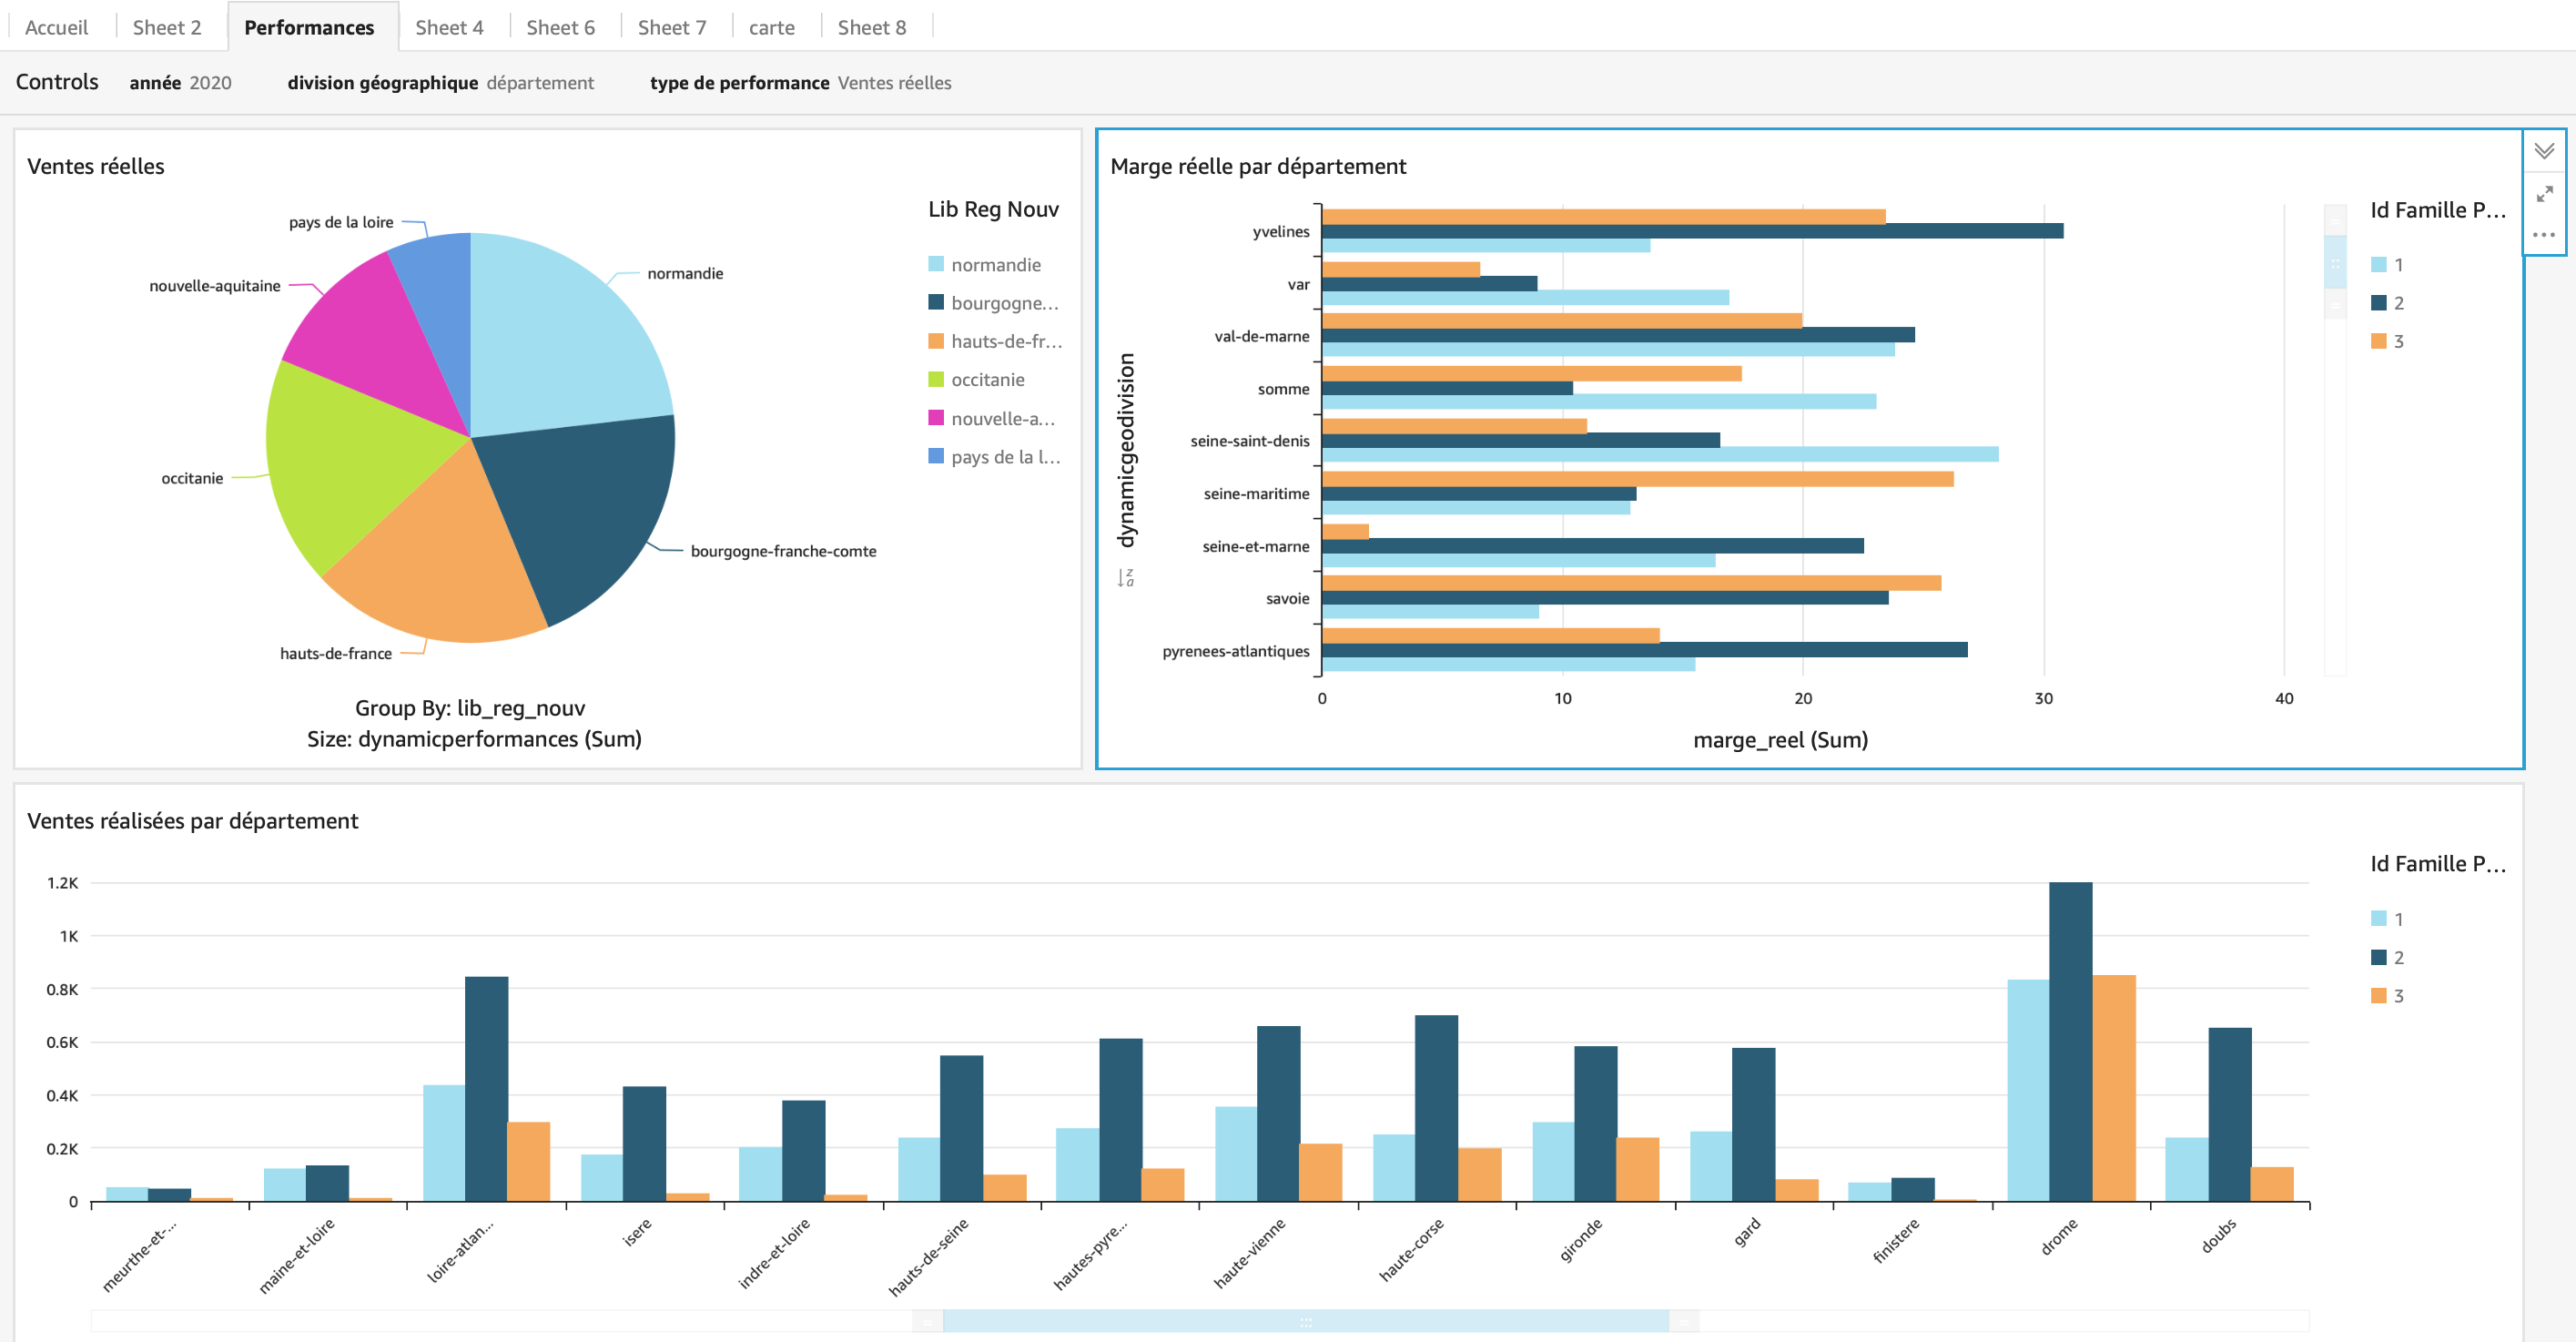 Accueil Sheet 2 Performances Sheet 4 Sheet 6 Sheet 7 carte Sheet 8
Controls année 2020 division géographique département type de performance Ventes réelles
Ventes réelles
pays de la loire
normandie
nouvelle-aquitaine
occitanie
bourgogne-franche-comte
hauts-de-france
Group By: lib_reg_nouv
Size: dynamicperformances (Sum)
Lib Reg Nouv
normandie
bourgogne...
hauts-de-fr...
occitanie
nouvelle-a...
pays de la l...
Marge réelle par département
dynamicgeodivision
z
a
yvelines
var
val-de-marne
somme
seine-saint-denis
seine-maritime
seine-et-marne
savoie
pyrenees-atlantiques
0 10 20 30 40
marge_reel (Sum)
Id Famille P...
1
2
3
Ventes réalisées par département
1.2K
1K
0.8K
0.6K
0.4K
0.2K
0
meurthe-et-... maine-et-loire loire-atlan... isere indre-et-loire hauts-de-seine hautes-pyre... haute-vienne haute-corse gironde gard finistere drome doubs
Id Famille P...
1
2
3